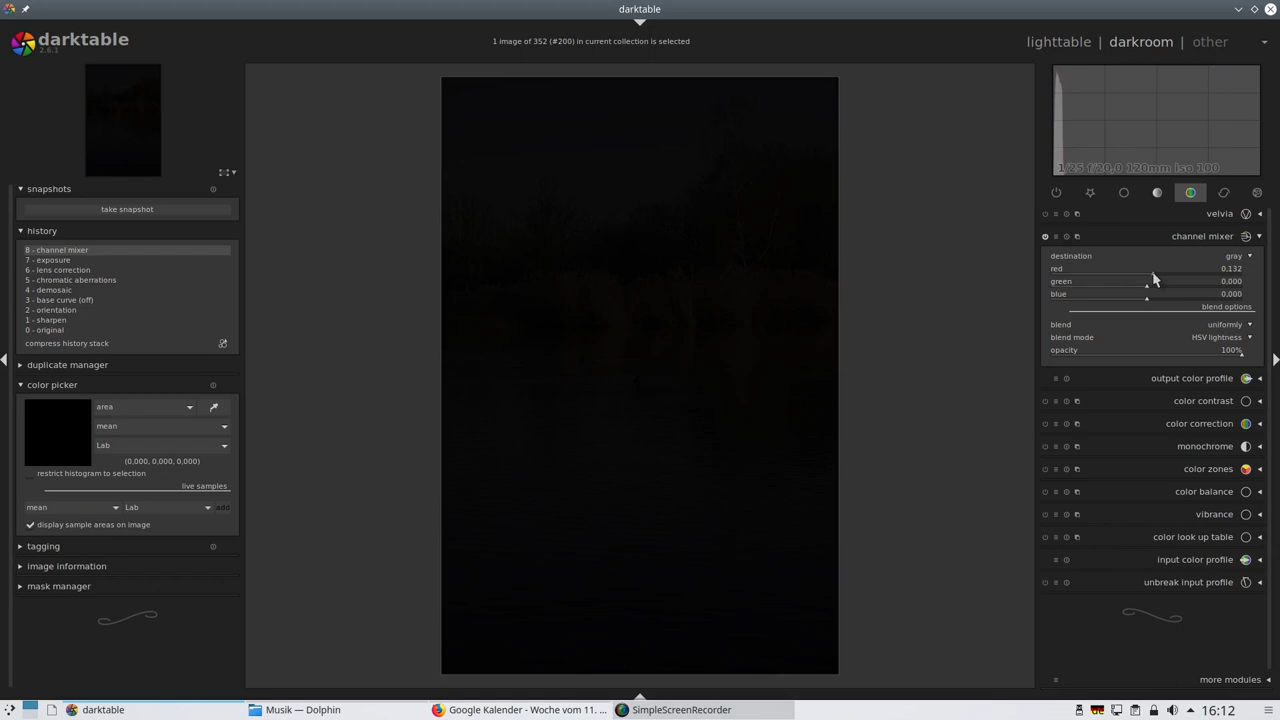 darktable
darktable
2.6.1
1 image of 352 (#200) in current collection is selected
lighttable | darkroom | other
1/25 f/20,0 120mm iso 100
snapshots
take snapshot
history
8 - channel mixer
7 - exposure
6 - lens correction
5 - chromatic aberrations
4 - demosaic
3 - base curve (off)
2 - orientation
1 - sharpen
0 - original
compress history stack
duplicate manager
color picker
area
mean
Lab
(0,000, 0,000, 0,000)
restrict histogram to selection
live samples
mean Lab add
display sample areas on image
tagging
image information
mask manager
velvia
channel mixer
destination gray
red 0.132
green 0,000
blue 0,000
blend options
blend uniformly
blend mode HSV lightness
opacity 100%
output color profile
color contrast
color correction
monochrome
color zones
color balance
vibrance
color look up table
input color profile
unbreak input profile
more modules
darktable Musik — Dolphin Google Kalender - Woche vom 11. ... SimpleScreenRecorder 16:12